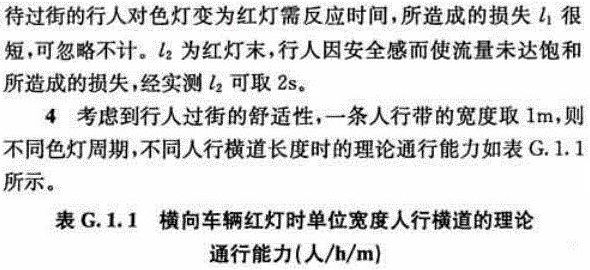 待过街的行人对色灯变为红灯需反应时间,所造成的损失 l₁ 很
短,可忽略不计。l₂ 为红灯末,行人因安全感而使流量未达饱和
所造成的损失,经实测 l₂ 可取 2s。
4 考虑到行人过街的舒适性,一条人行带的宽度取 1m,则
不同色灯周期,不同人行横道长度时的理论通行能力如表 G.1.1
所示。
表 G.1.1 横向车辆红灯时单位宽度人行横道的理论
通行能力(人/h/m)